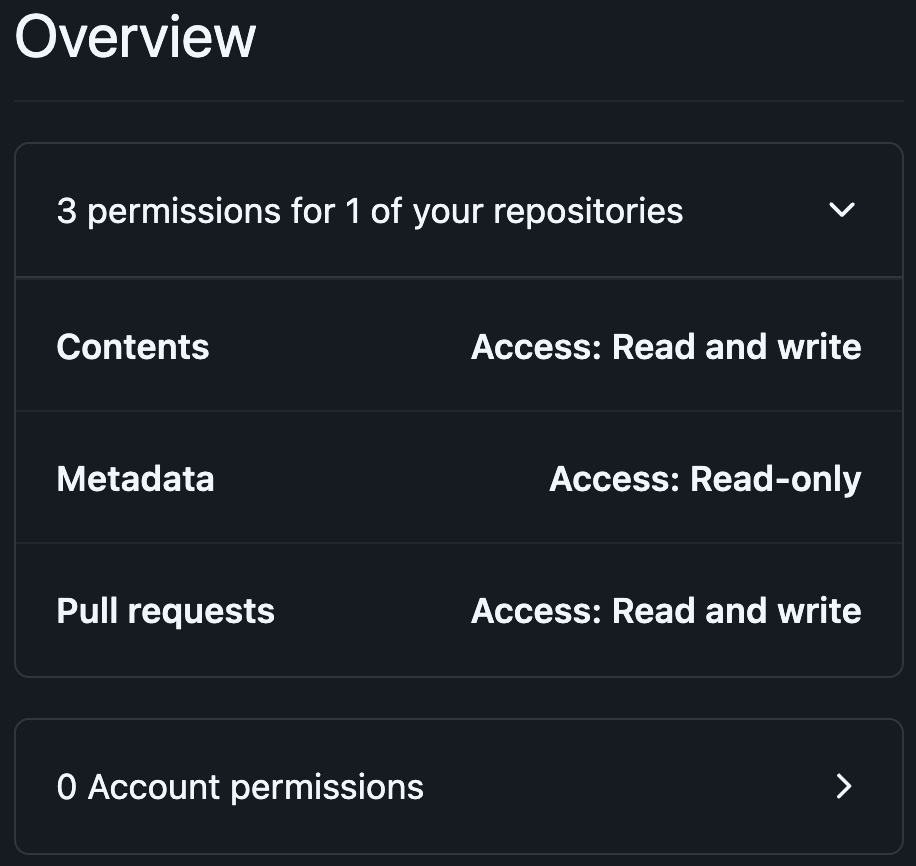 Overview
3 permissions for 1 of your repositories
Contents Access: Read and write
Metadata Access: Read-only
Pull requests Access: Read and write
0 Account permissions